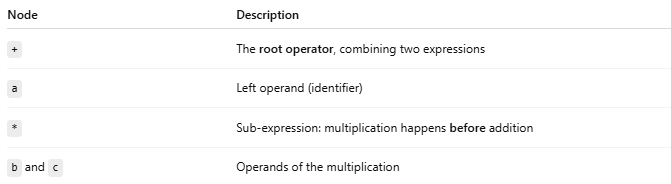 Node Description
+ The root operator, combining two expressions
a Left operand (identifier)
* Sub-expression: multiplication happens before addition
b and c Operands of the multiplication